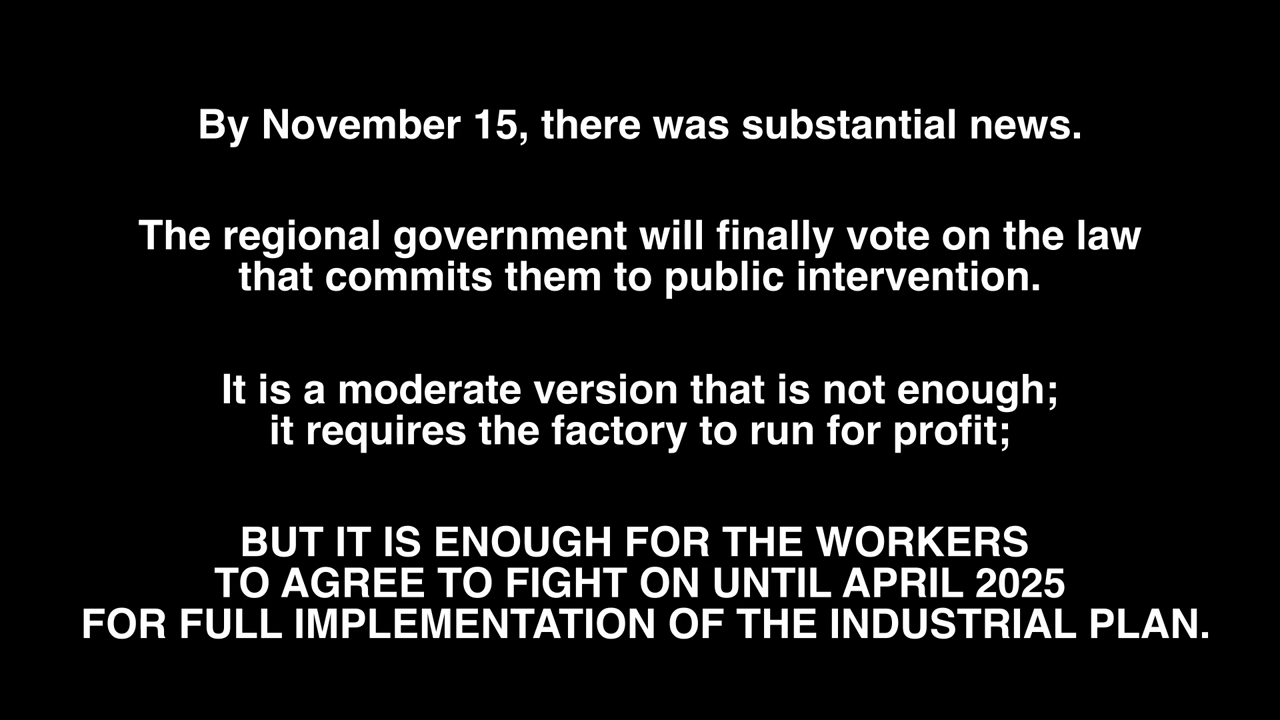 By November 15, there was substantial news.
The regional government will finally vote on the law
that commits them to public intervention.
It is a moderate version that is not enough;
it requires the factory to run for profit;
BUT IT IS ENOUGH FOR THE WORKERS
TO AGREE TO FIGHT ON UNTIL APRIL 2025
FOR FULL IMPLEMENTATION OF THE INDUSTRIAL PLAN.